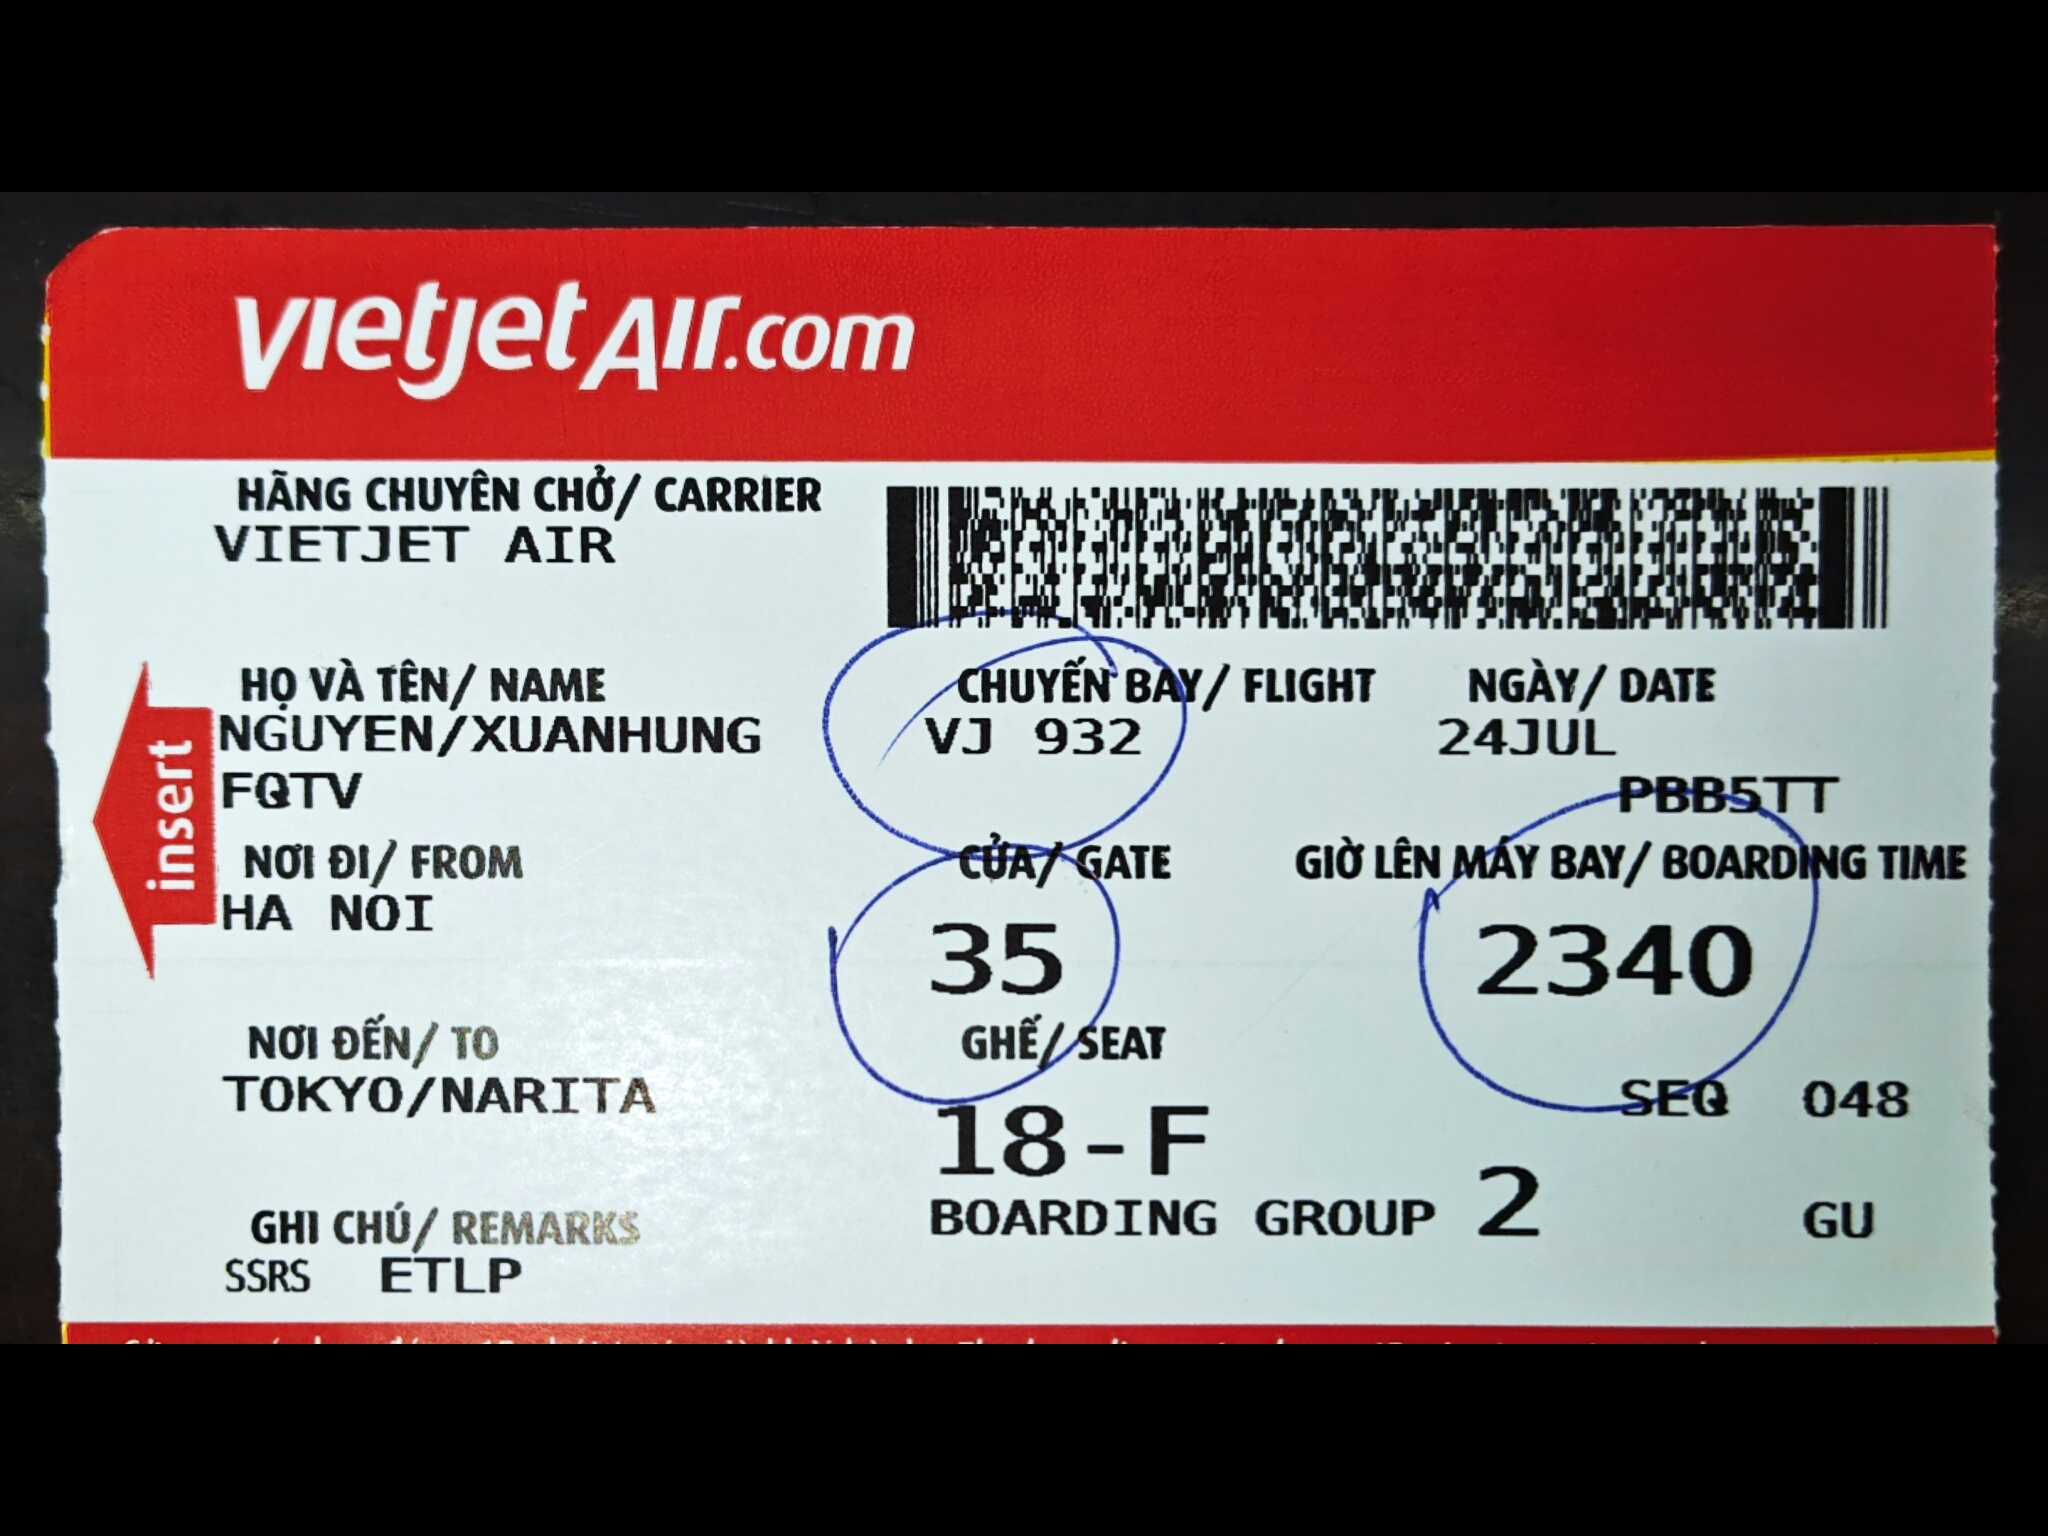 vietjet Air.com
HÃNG CHUYÊN CHỞ/ CARRIER
VIETJET AIR
HỌ VÀ TÊN/ NAME
NGUYEN/XUANHUNG
FQTV
CHUYẾN BAY/ FLIGHT
VJ 932
NGÀY/ DATE
24JUL
PBB5TT
insert
NƠI ĐI/ FROM
HA NOI
CỬA/ GATE
35
GIỜ LÊN MÁY BAY/ BOARDING TIME
2340
NƠI ĐẾN/ TO
TOKYO/NARITA
GHẾ/ SEAT
18-F
SEQ 048
BOARDING GROUP 2
GU
GHI CHÚ/ REMARKS
SSRS ETLP